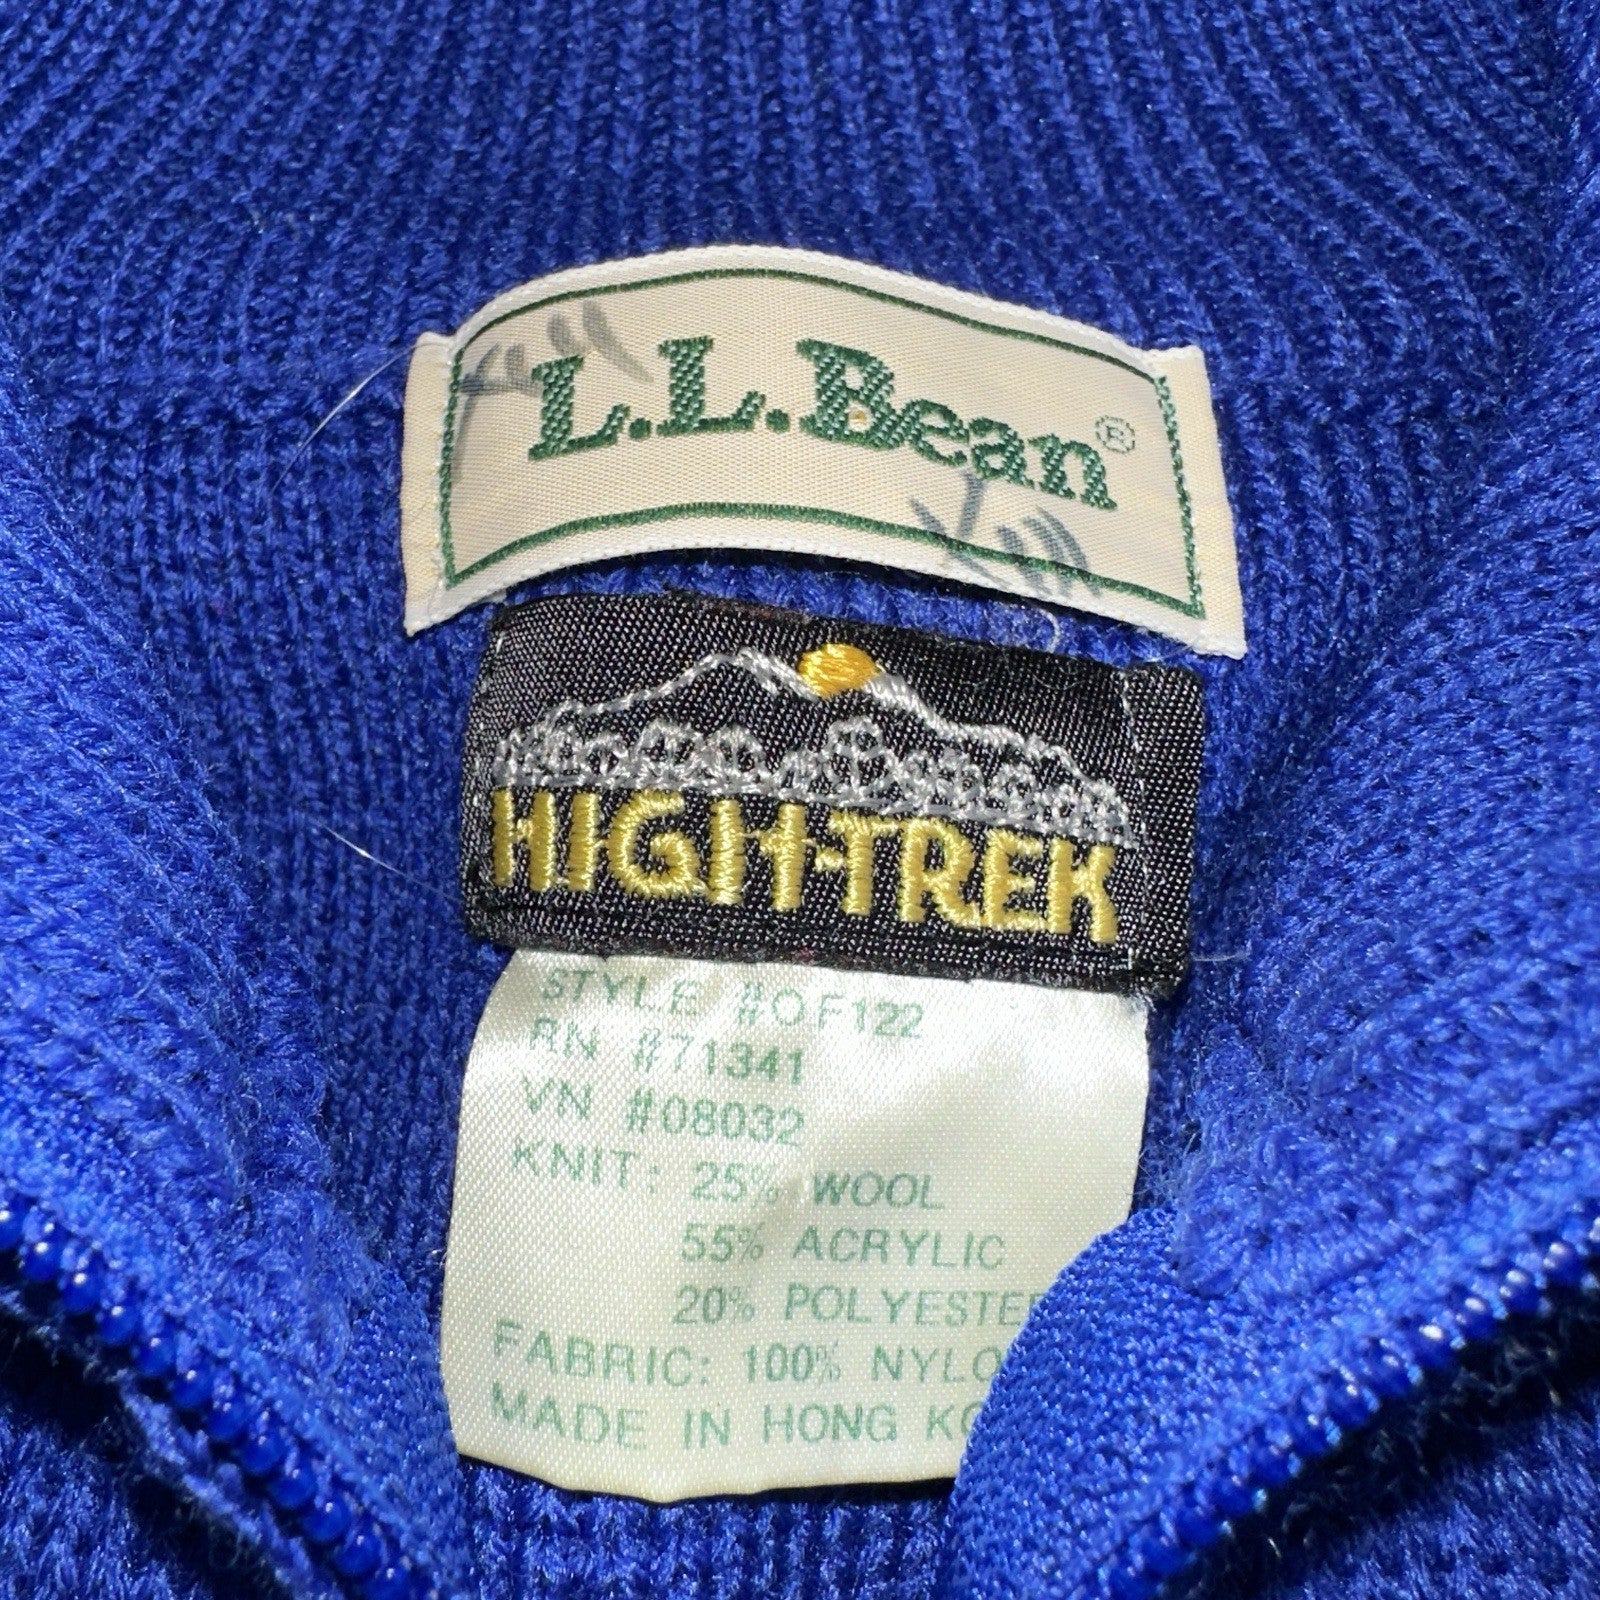 L.L.Bean®
HIGH-TREK
STYLE #OF122
RN #71341
VN #08032
KNIT: 25% WOOL
55% ACRYLIC
20% POLYESTE
FABRIC: 100% NYLO
MADE IN HONG KO